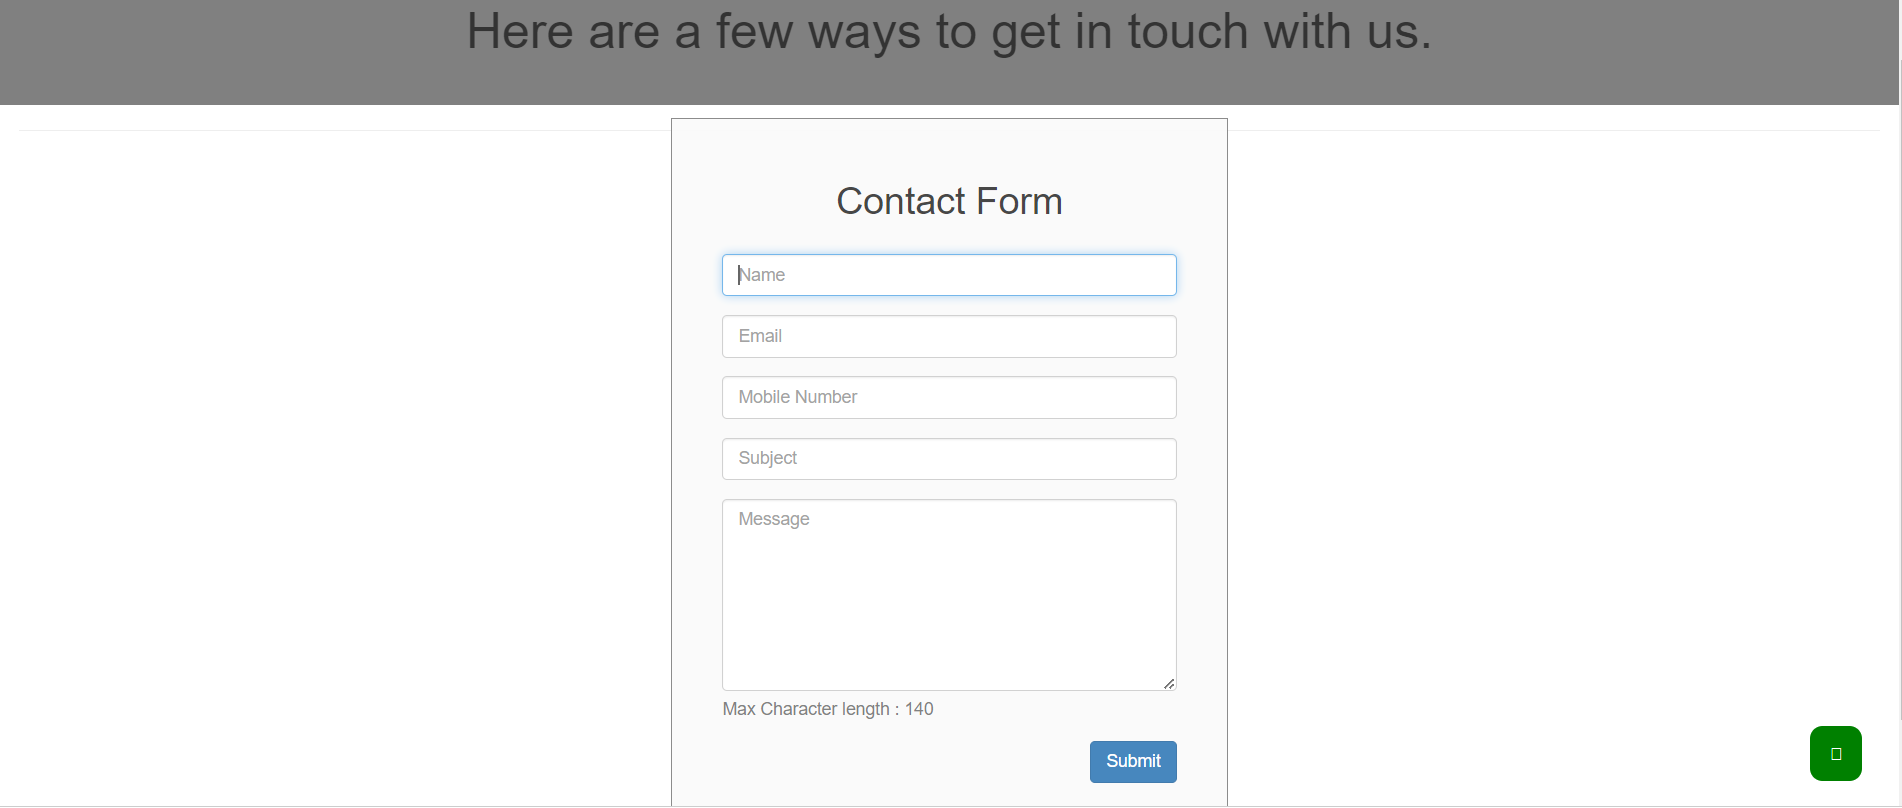 Here are a few ways to get in touch with us.
Contact Form
Name
Email
Mobile Number
Subject
Message
Max Character length : 140
Submit